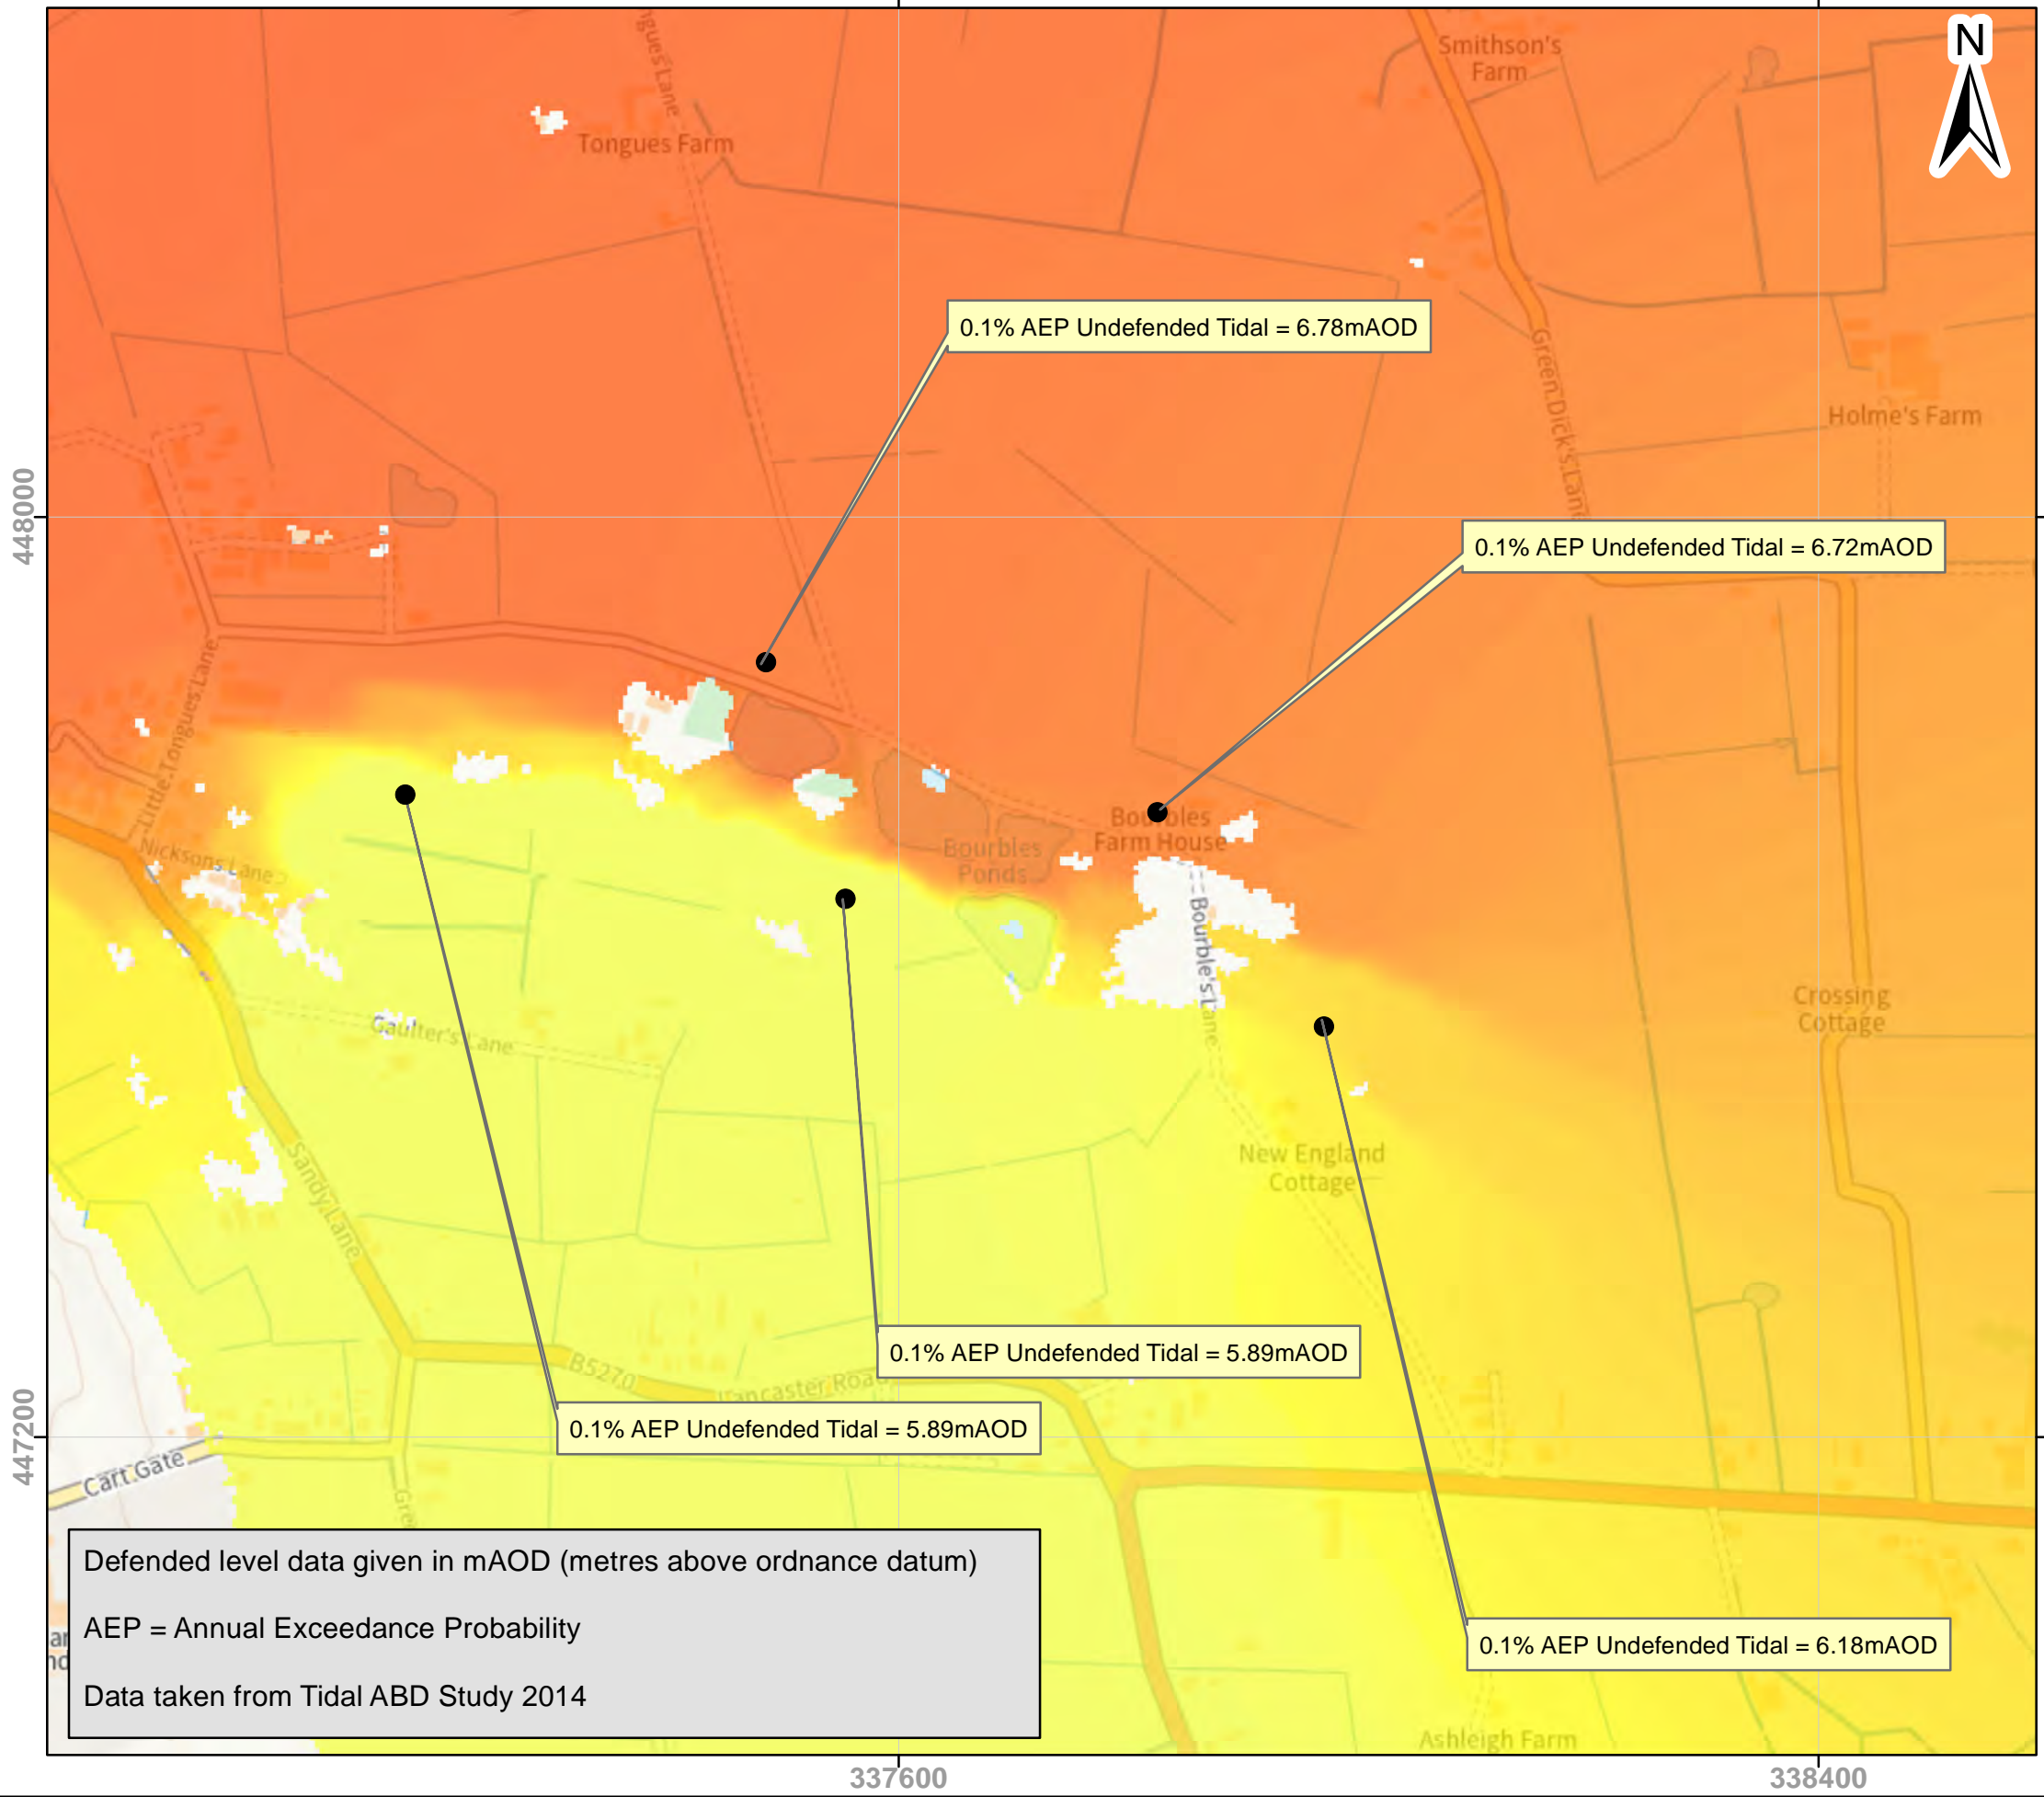 Smithson's
Farm
N
Tongues Farm
0.1% AEP Undefended Tidal = 6.78mAOD
Green Dick's Lane
Holme's Farm
448000
0.1% AEP Undefended Tidal = 6.72mAOD
Little Tongues Lane
Nicksons Lane
Bourbles
Farm House
Bourbles
Ponds
Bourble's Lane
Crossing
Cottage
Gaulter's Lane
New England
Cottage
Sandy Lane
0.1% AEP Undefended Tidal = 5.89mAOD
B5270
Lancaster Road
0.1% AEP Undefended Tidal = 5.89mAOD
447200
Cart Gate
Defended level data given in mAOD (metres above ordnance datum)
AEP = Annual Exceedance Probability
Data taken from Tidal ABD Study 2014
0.1% AEP Undefended Tidal = 6.18mAOD
Ashleigh Farm
337600
338400